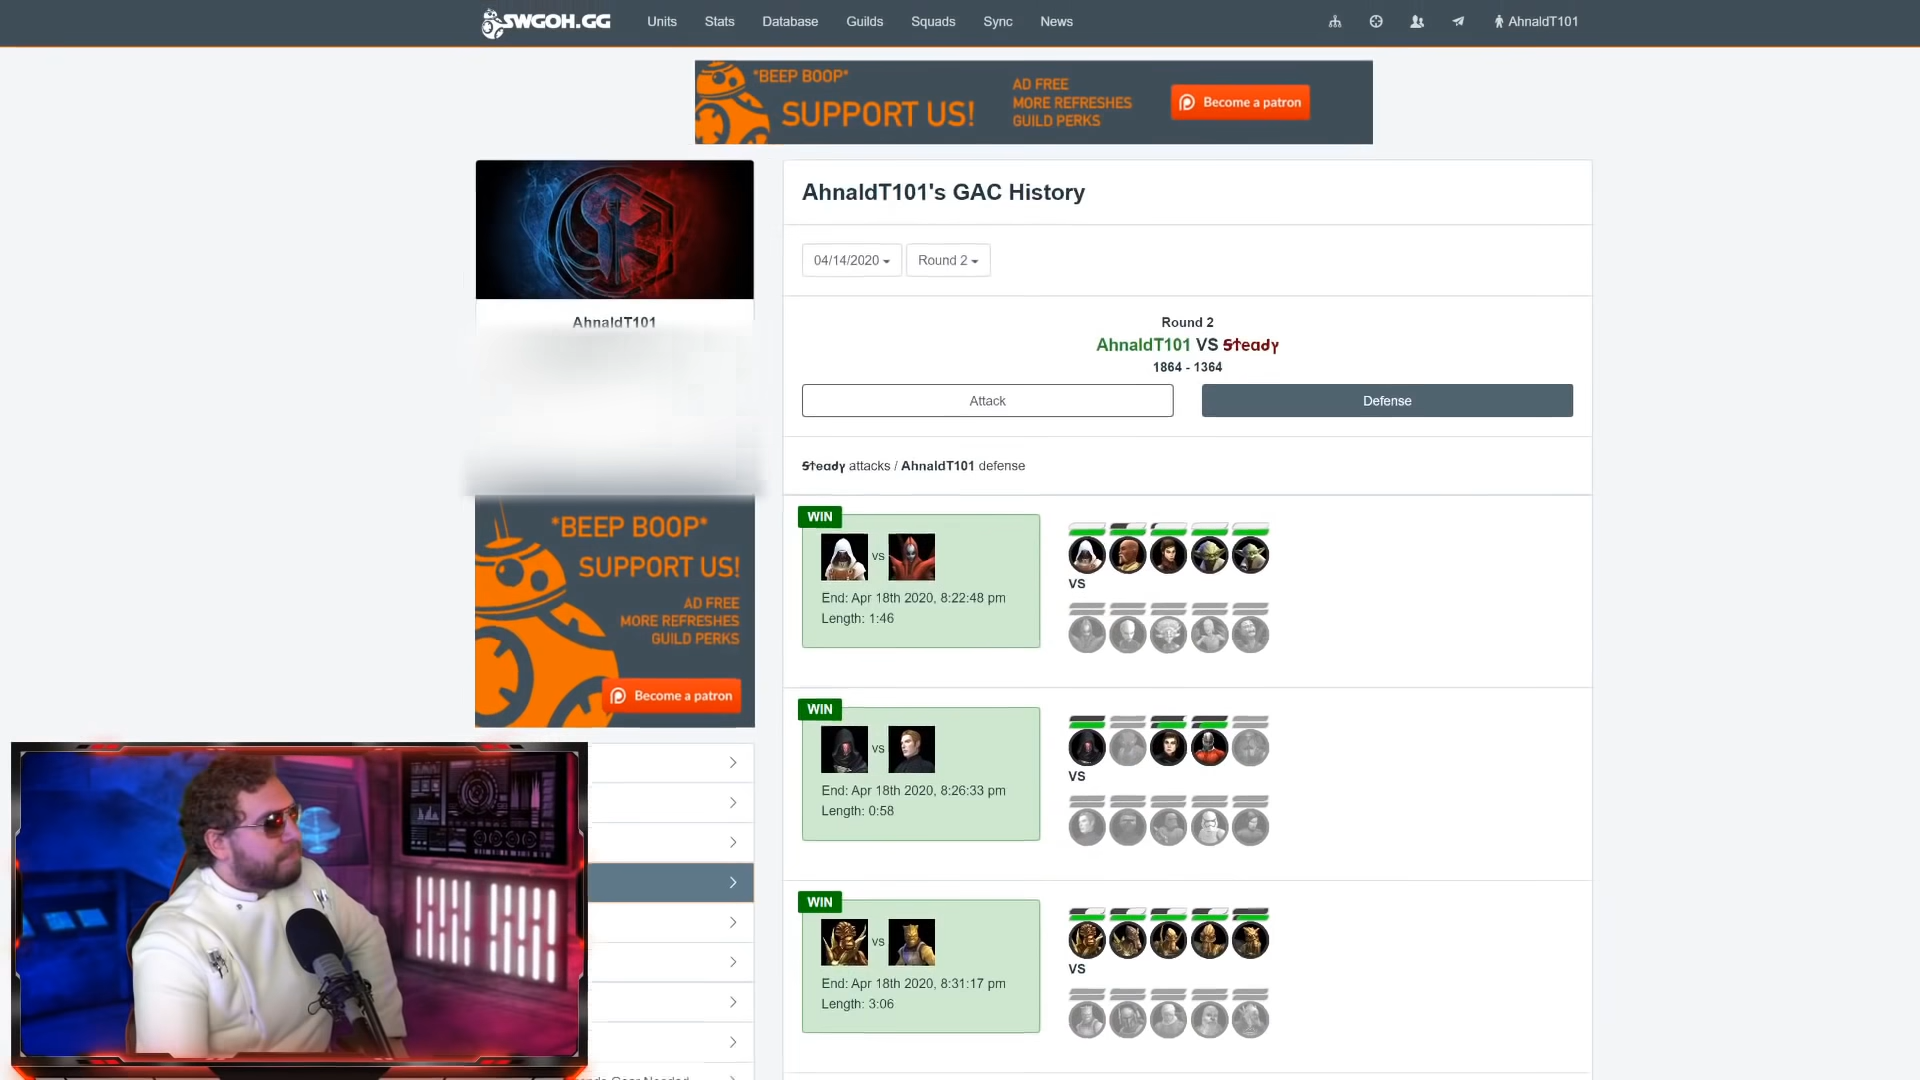 SWGOH.GG
Units
Stats
Database
Guilds
Squads
Sync
News
AhnaldT101
*BEEP BOOP*
SUPPORT US!
AD FREE
MORE REFRESHES
GUILD PERKS
Become a patron
AhnaldT101
*BEEP BOOP*
SUPPORT US!
AD FREE
MORE REFRESHES
GUILD PERKS
Become a patron
AhnaldT101's GAC History
04/14/2020
Round 2
Round 2
AhnaldT101 VS Steady
1864 - 1364
Attack
Defense
Steady attacks / AhnaldT101 defense
WIN
vs
End: Apr 18th 2020, 8:22:48 pm
Length: 1:46
VS
WIN
vs
End: Apr 18th 2020, 8:26:33 pm
Length: 0:58
VS
WIN
vs
End: Apr 18th 2020, 8:31:17 pm
Length: 3:06
VS